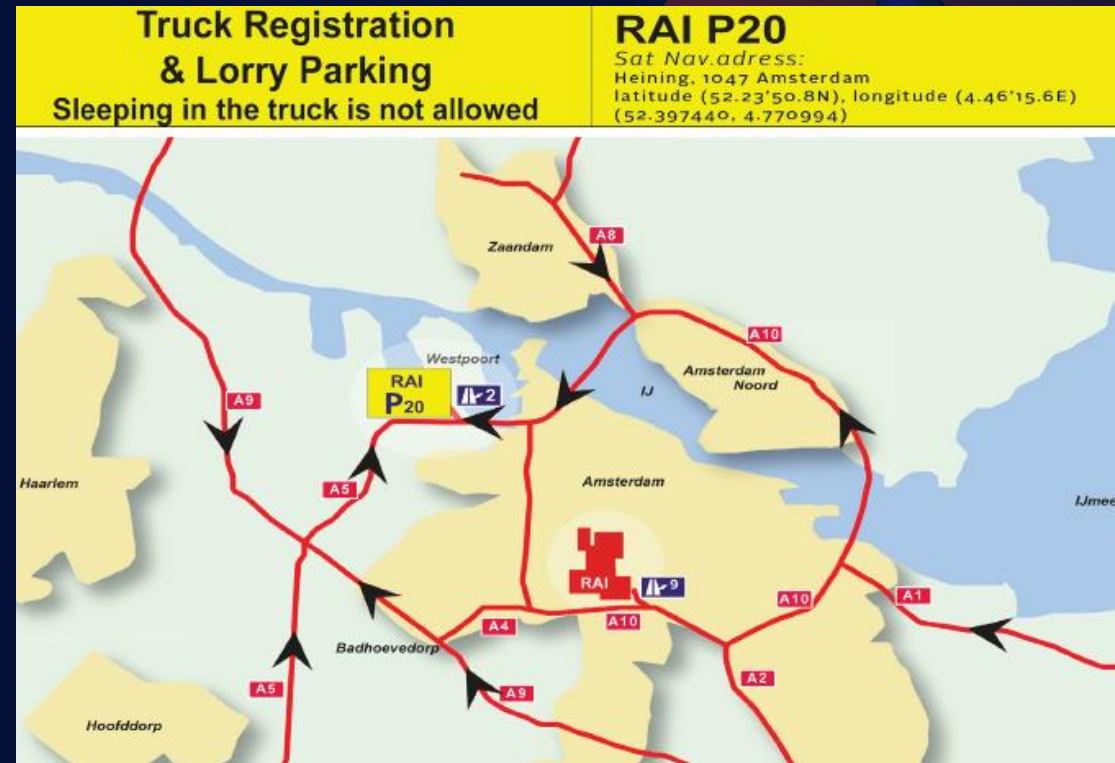 Truck Registration
& Lorry Parking
Sleeping in the truck is not allowed
RAI P20
Sat Nav.adress:
Heining, 1047 Amsterdam
latitude (52.23'50.8N), longitude (4.46'15.6E)
(52.397440, 4.770994)
A8
Zaandam
A10
Westpoort
Amsterdam
Noord
RAI
P20
2
IJ
A9
Haarlem
A5
Amsterdam
IJmee
RAI
9
A10
A1
A4
A10
Badhoevedorp
A2
A5
A9
Hoofddorp